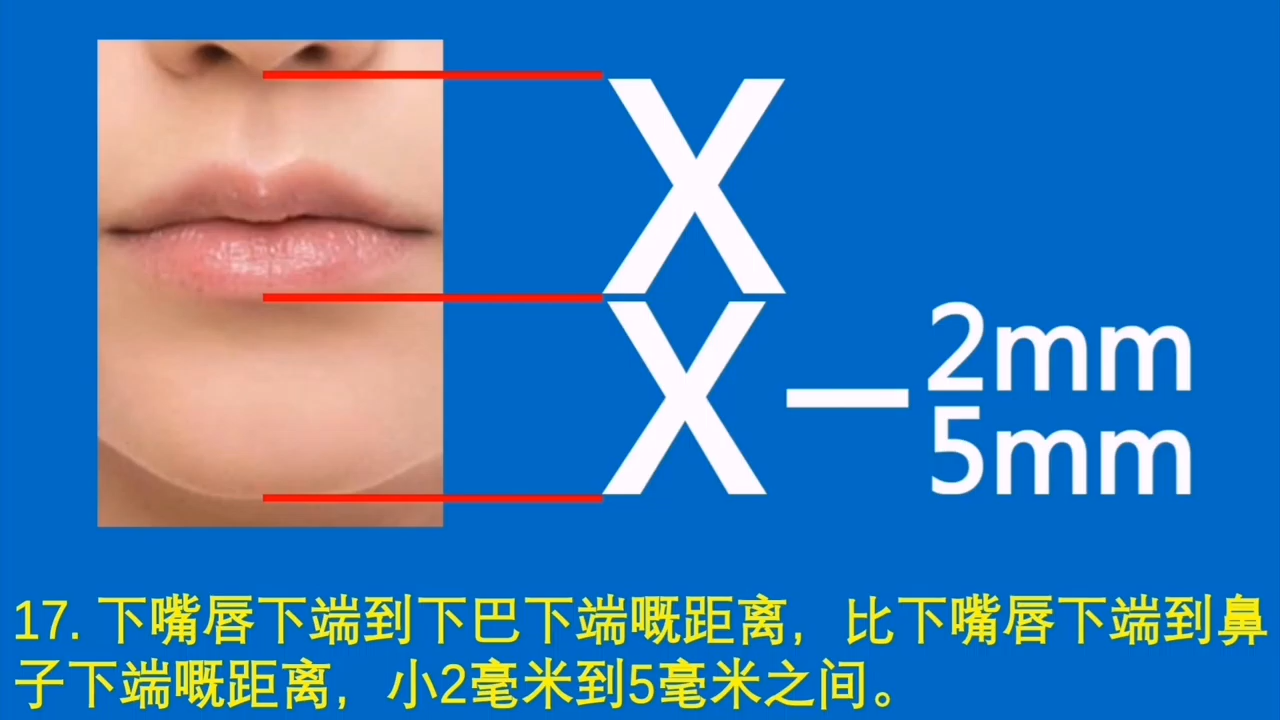 X
X — 2mm
5mm
17. 下嘴唇下端到下巴下端嘅距离，比下嘴唇下端到鼻
子下端嘅距离，小2毫米到5毫米之间。